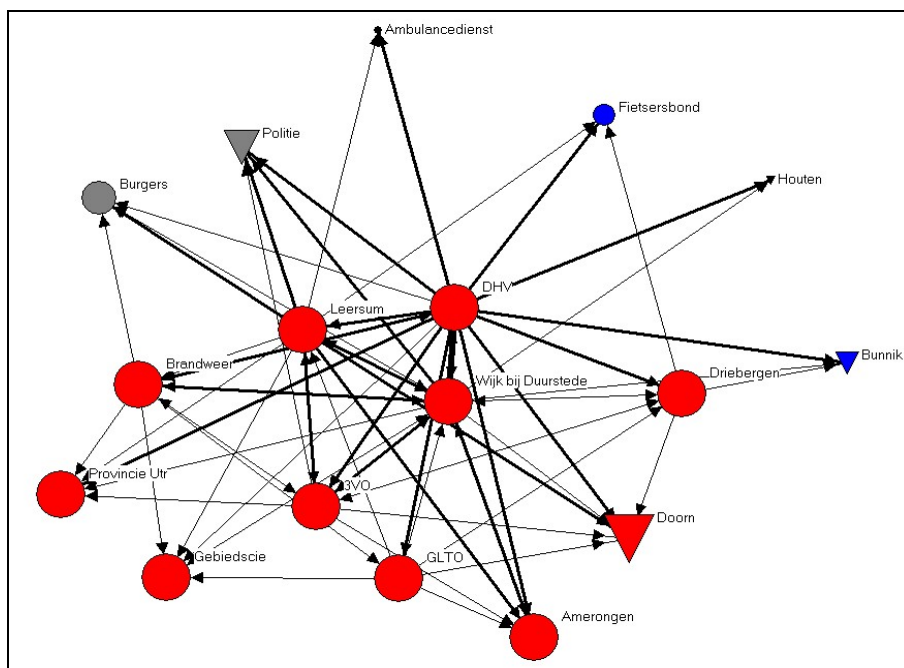 Ambulancedienst
Fietsersbond
Politie
Houten
Burgers
DHV
Leersum
Bunnik
Brandweer
Wijk bij Duurstede
Driebergen
Provincie Utr
3VO
Doorn
Gebiedscie
GLTO
Amerongen